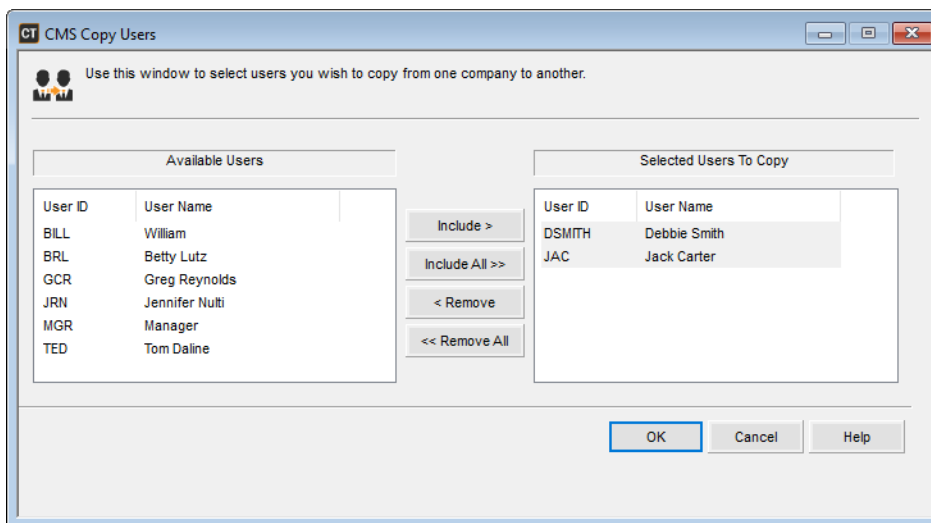 CT CMS Copy Users
Use this window to select users you wish to copy from one company to another.
Available Users
User ID User Name
BILL William
BRL Betty Lutz
GCR Greg Reynolds
JRN Jennifer Nulti
MGR Manager
TED Tom Daline
Include >
Include All >>
< Remove
<< Remove All
Selected Users To Copy
User ID User Name
DSMITH Debbie Smith
JAC Jack Carter
OK Cancel Help